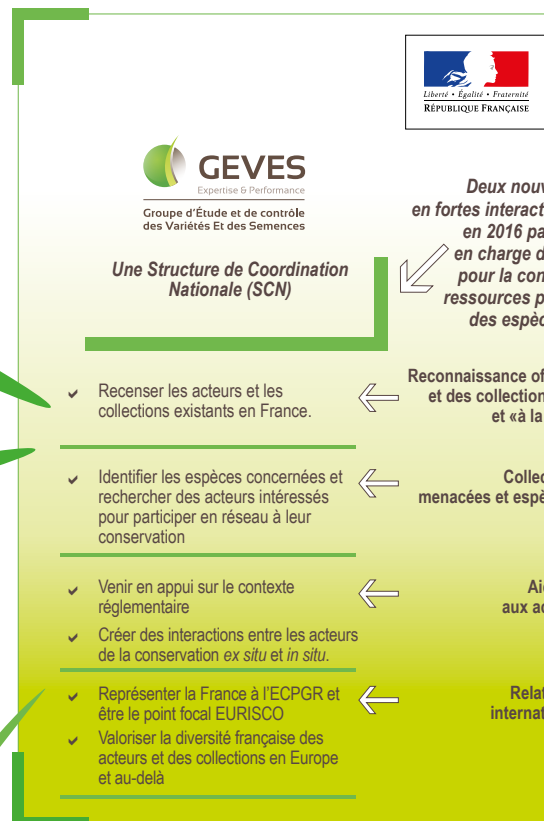 Liberté • Égalité • Fraternité
RÉPUBLIQUE FRANÇAISE
GEVES
Expertise & Performance
Groupe d'Étude et de contrôle
des Variétés Et des Semences
Une Structure de Coordination
Nationale (SCN)
Deux nouv
en fortes interact
en 2016 pa
en charge d
pour la con
ressources p
des espèc
Recenser les acteurs et les
collections existants en France.
Reconnaissance of
et des collection
et «à la
Identifier les espèces concernées et
rechercher des acteurs intéressés
pour participer en réseau à leur
conservation
Collec
menacées et espè
Venir en appui sur le contexte
réglementaire
Créer des interactions entre les acteurs
de la conservation ex situ et in situ.
Aid
aux ac
Représenter la France à l'ECPGR et
être le point focal EURISCO
Valoriser la diversité française des
acteurs et des collections en Europe
et au-delà
Relat
internat